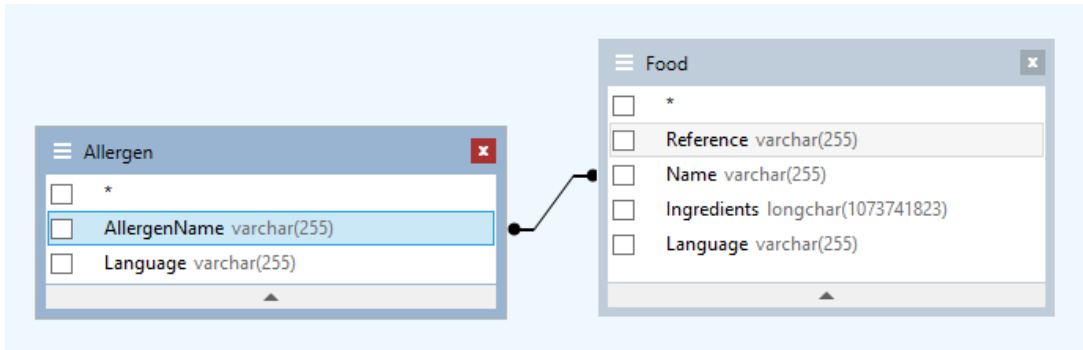 Allergen
*
AllergenName varchar(255)
Language varchar(255)
Food
*
Reference varchar(255)
Name varchar(255)
Ingredients longchar(1073741823)
Language varchar(255)